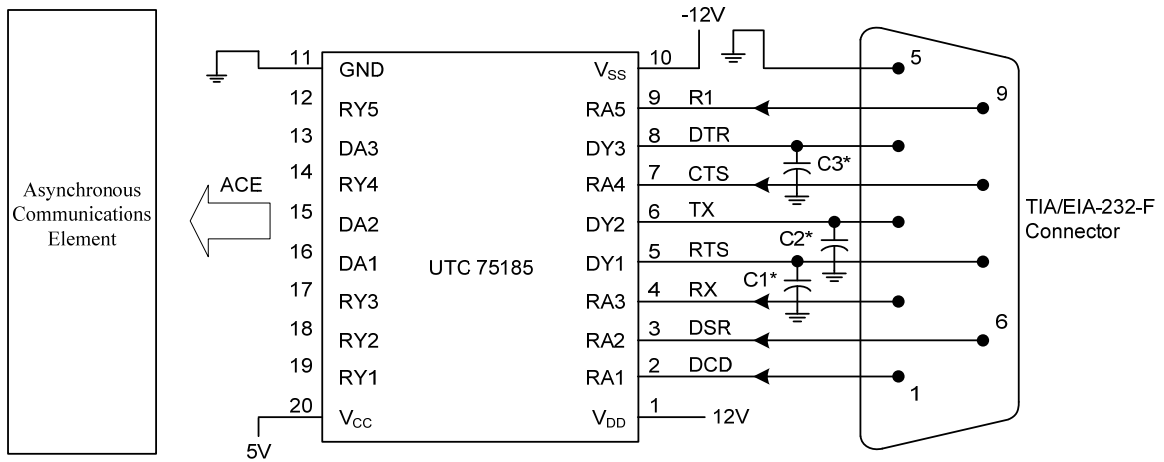 Asynchronous
Communications
Element
ACE
-12V
11 GND
V_SS 10
5
12 RY5
RA5 9 R1
9
13 DA3
DY3 8 DTR
C3*
14 RY4
RA4 7 CTS
15 DA2
DY2 6 TX
C2*
16 DA1
DY1 5 RTS
C1*
UTC 75185
17 RY3
RA3 4 RX
18 RY2
RA2 3 DSR
6
19 RY1
RA1 2 DCD
1
20 V_CC
V_DD 1 12V
5V
TIA/EIA-232-F
Connector